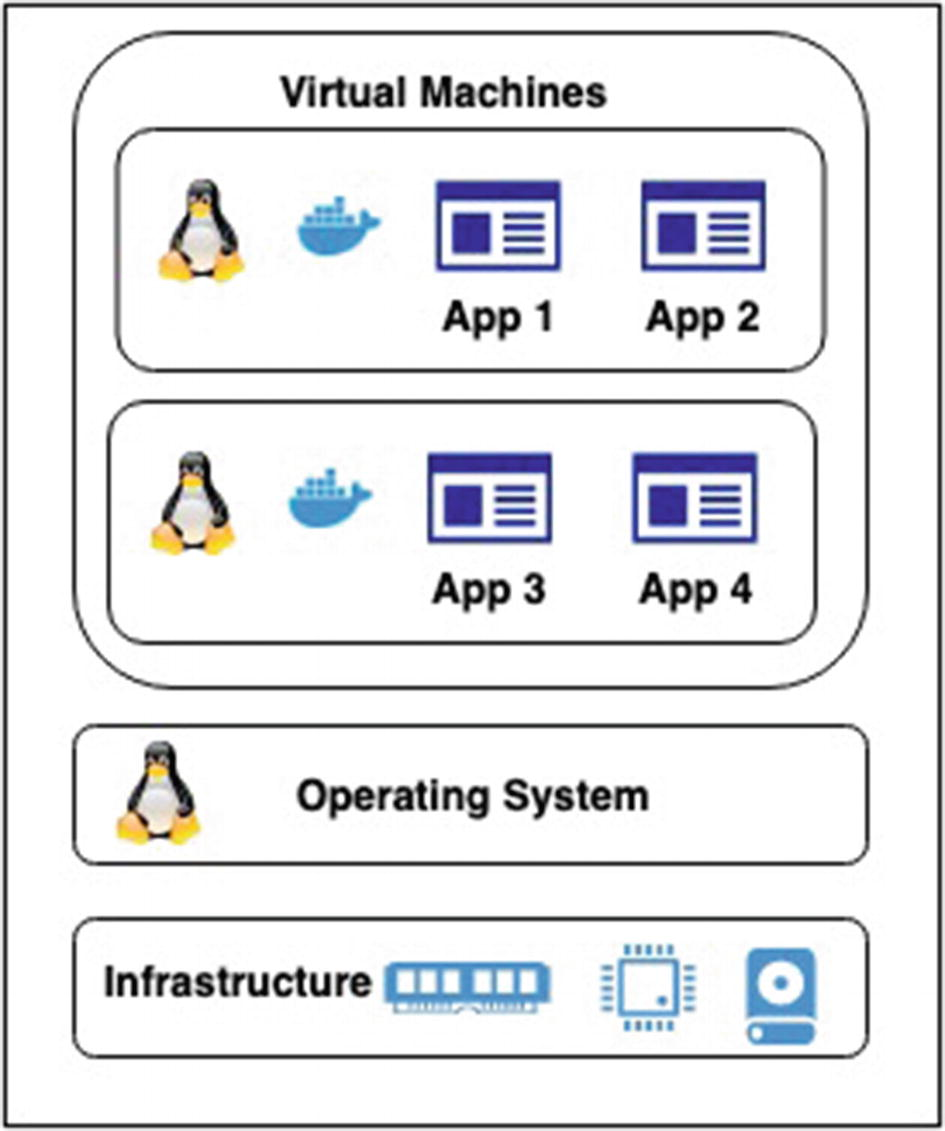 Virtual Machines
App 1
App 2
App 3
App 4
Operating System
Infrastructure